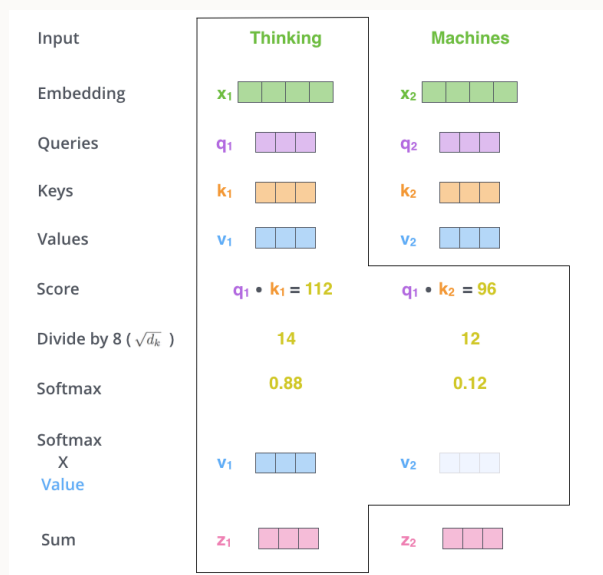 Input Thinking Machines
Embedding x₁ x₂
Queries q₁ q₂
Keys k₁ k₂
Values v₁ v₂
Score q₁ • k₁ = 112 q₁ • k₂ = 96
Divide by 8 ( √dₖ ) 14 12
Softmax 0.88 0.12
Softmax
X v₁ v₂
Value
Sum z₁ z₂